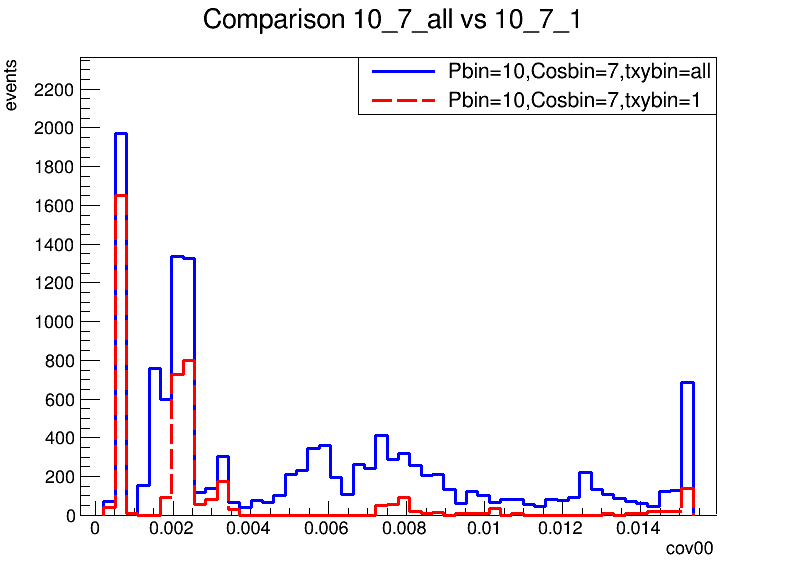 Comparison 10_7_all vs 10_7_1
events
Pbin=10,Cosbin=7,txybin=all
Pbin=10,Cosbin=7,txybin=1
2200
2000
1800
1600
1400
1200
1000
800
600
400
200
0
0 0.002 0.004 0.006 0.008 0.01 0.012 0.014
cov00